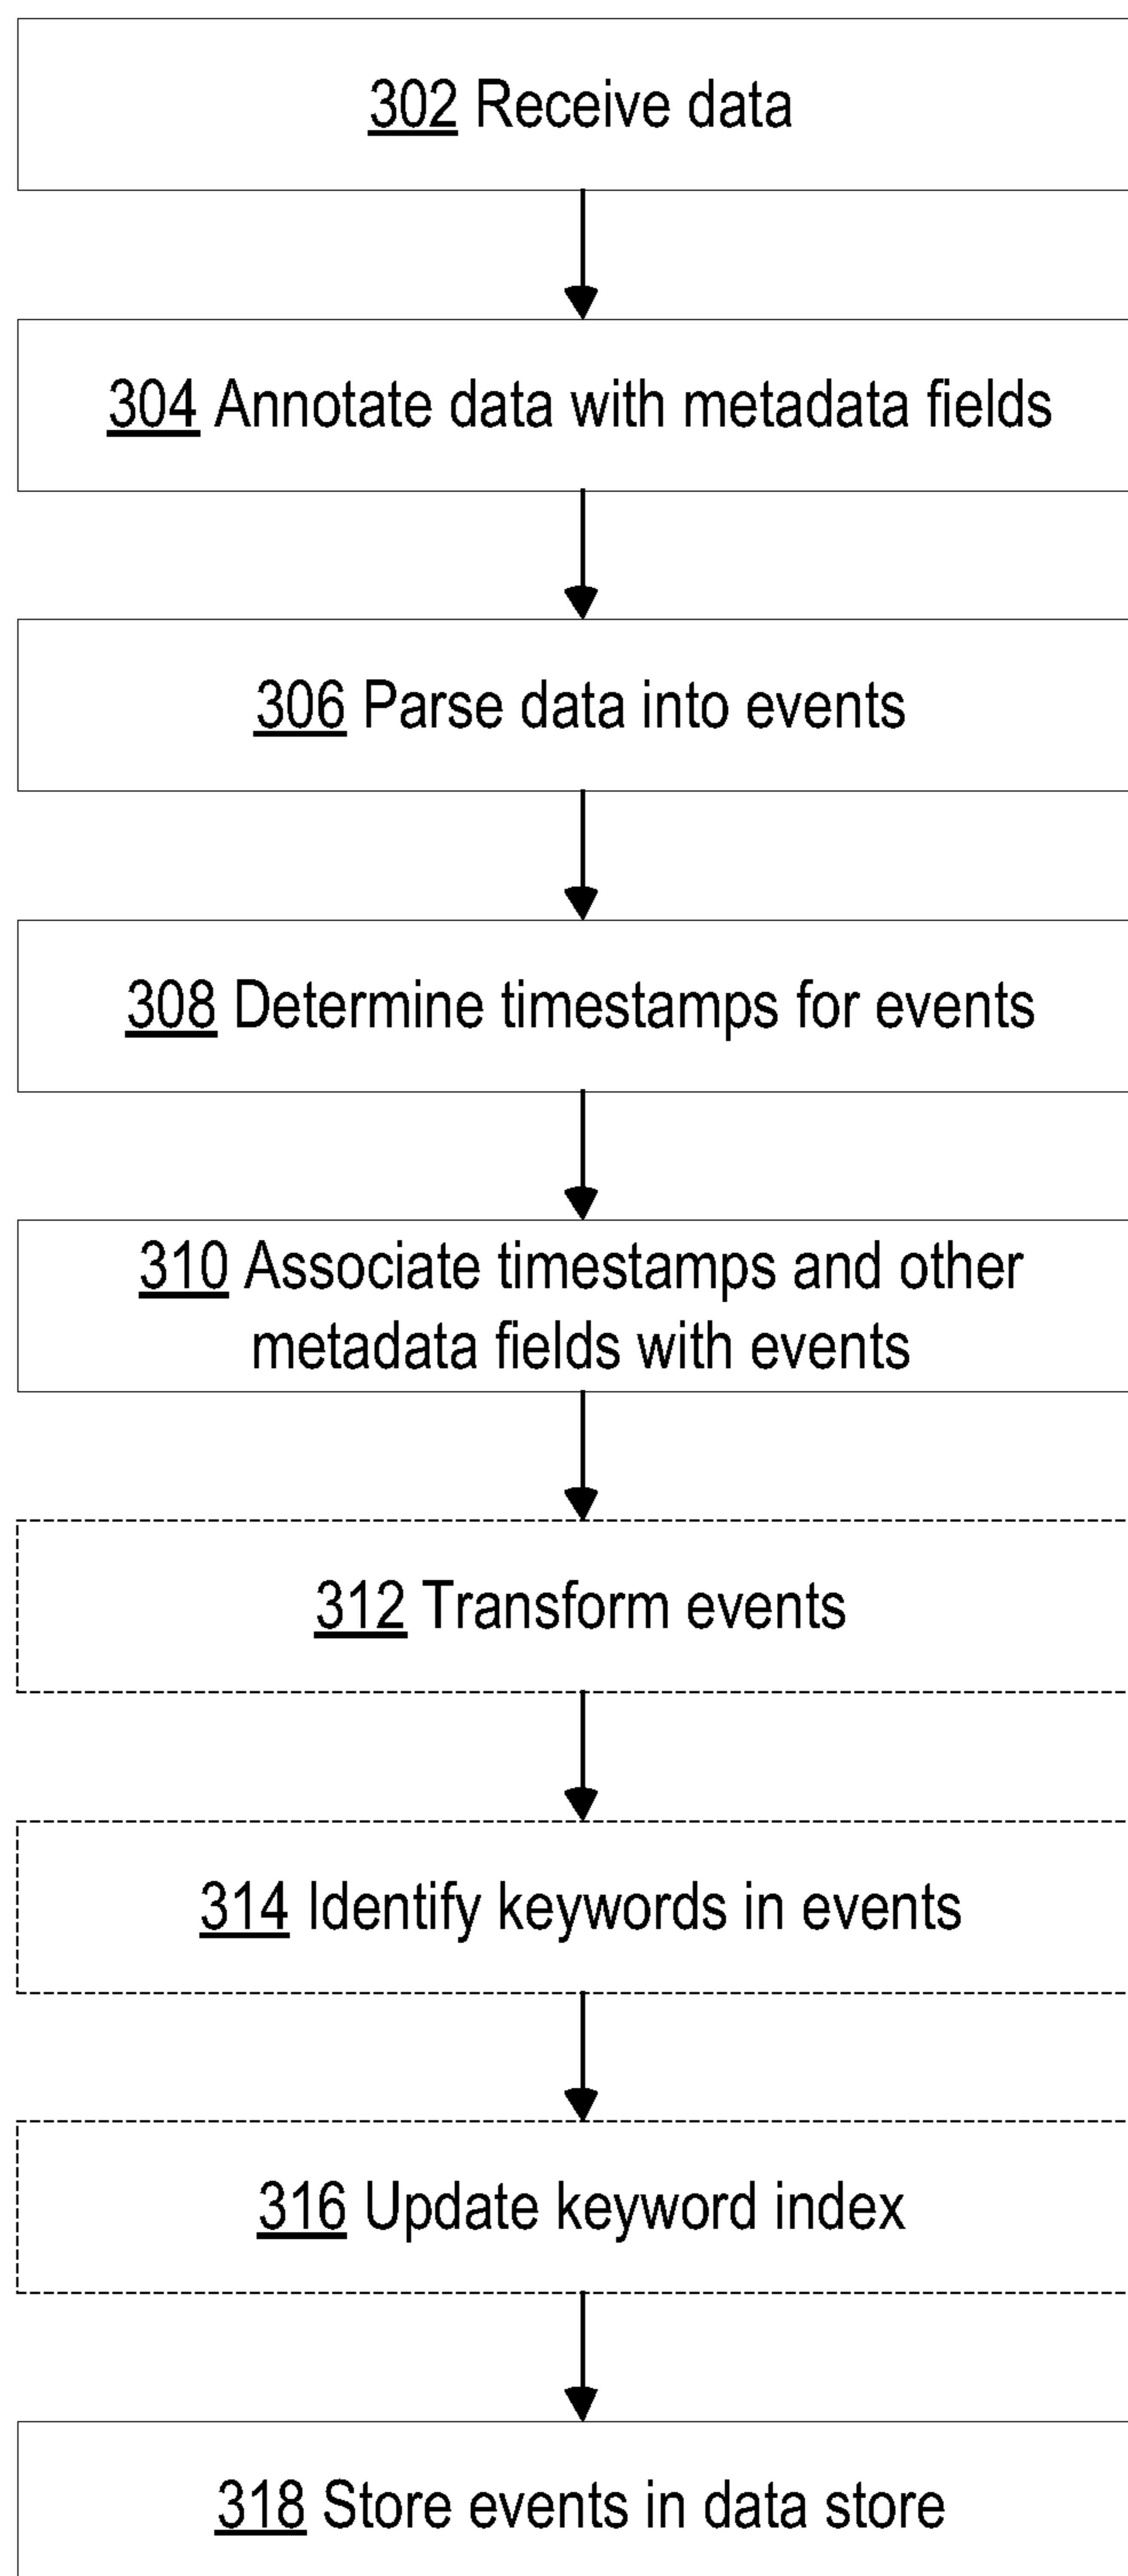 302 Receive data
304 Annotate data with metadata fields
306 Parse data into events
308 Determine timestamps for events
310 Associate timestamps and other
metadata fields with events
312 Transform events
314 Identify keywords in events
316 Update keyword index
318 Store events in data store